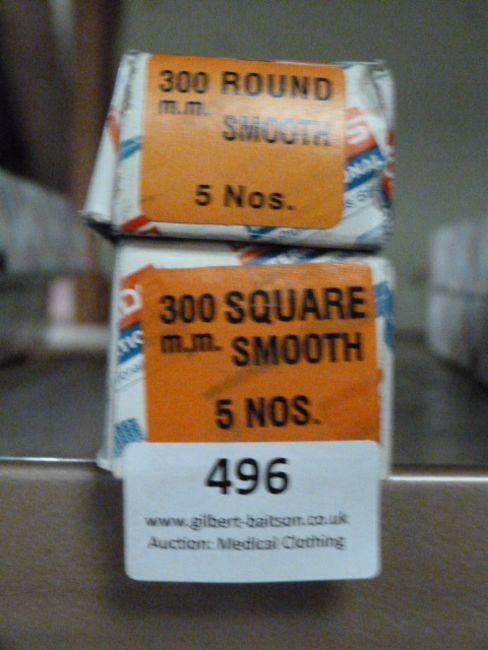 300 ROUND
m.m. SMOOTH
5 Nos.
300 SQUARE
m.m. SMOOTH
5 NOS.
496
www.gilbert-baitson.co.uk
Auction: Medical Clothing